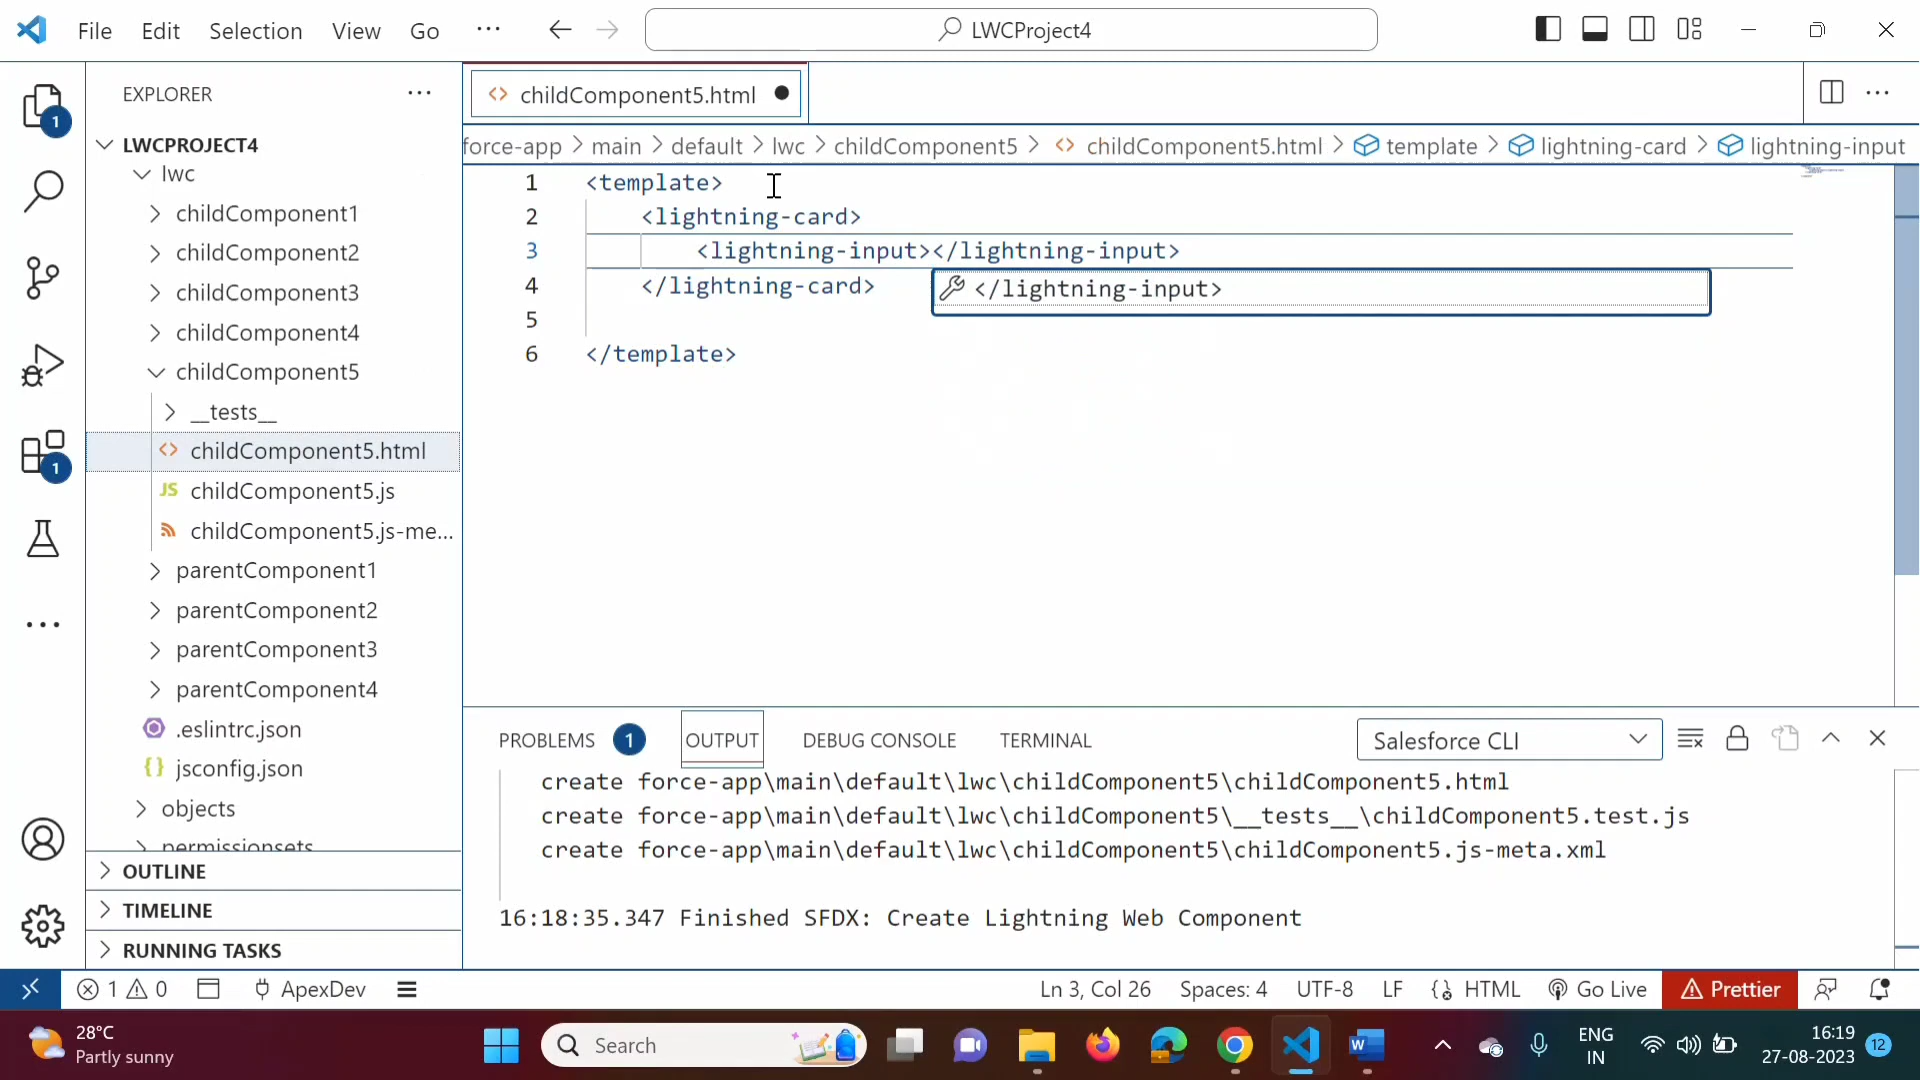 File Edit Selection View Go ··· LWCProject4
EXPLORER ···
childComponent5.html
1
force-app > main > default > lwc > childComponent5 > childComponent5.html > template > lightning-card > lightning-input
LWCPROJECT4
lwc
childComponent1
childComponent2
childComponent3
childComponent4
childComponent5
__tests__
childComponent5.html
childComponent5.js
childComponent5.js-me...
parentComponent1
parentComponent2
parentComponent3
parentComponent4
.eslintrc.json
jsconfig.json
objects
permissionsets
OUTLINE
TIMELINE
RUNNING TASKS
1
1 <template>
2 <lightning-card>
3 <lightning-input></lightning-input>
4 </lightning-card>
</lightning-input>
5
6 </template>
PROBLEMS 1 OUTPUT DEBUG CONSOLE TERMINAL Salesforce CLI
create force-app\main\default\lwc\childComponent5\childComponent5.html
create force-app\main\default\lwc\childComponent5\__tests__\childComponent5.test.js
create force-app\main\default\lwc\childComponent5\childComponent5.js-meta.xml
16:18:35.347 Finished SFDX: Create Lightning Web Component
1 0 ApexDev Ln 3, Col 26 Spaces: 4 UTF-8 LF HTML Go Live Prettier
28°C
Partly sunny
Search
ENG
IN
16:19
27-08-2023
12